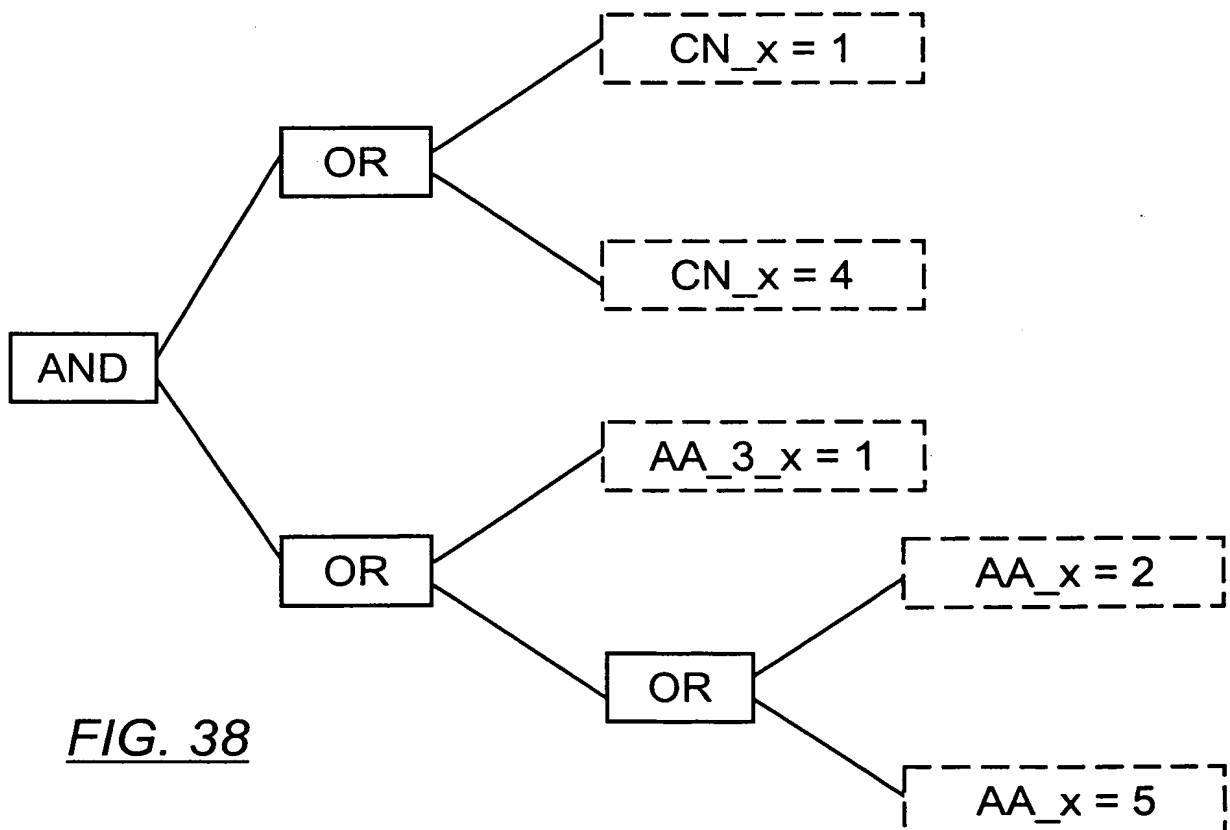 CN_x = 1
OR
CN_x = 4
AND
AA_3_x = 1
OR
AA_x = 2
OR
AA_x = 5
FIG. 38